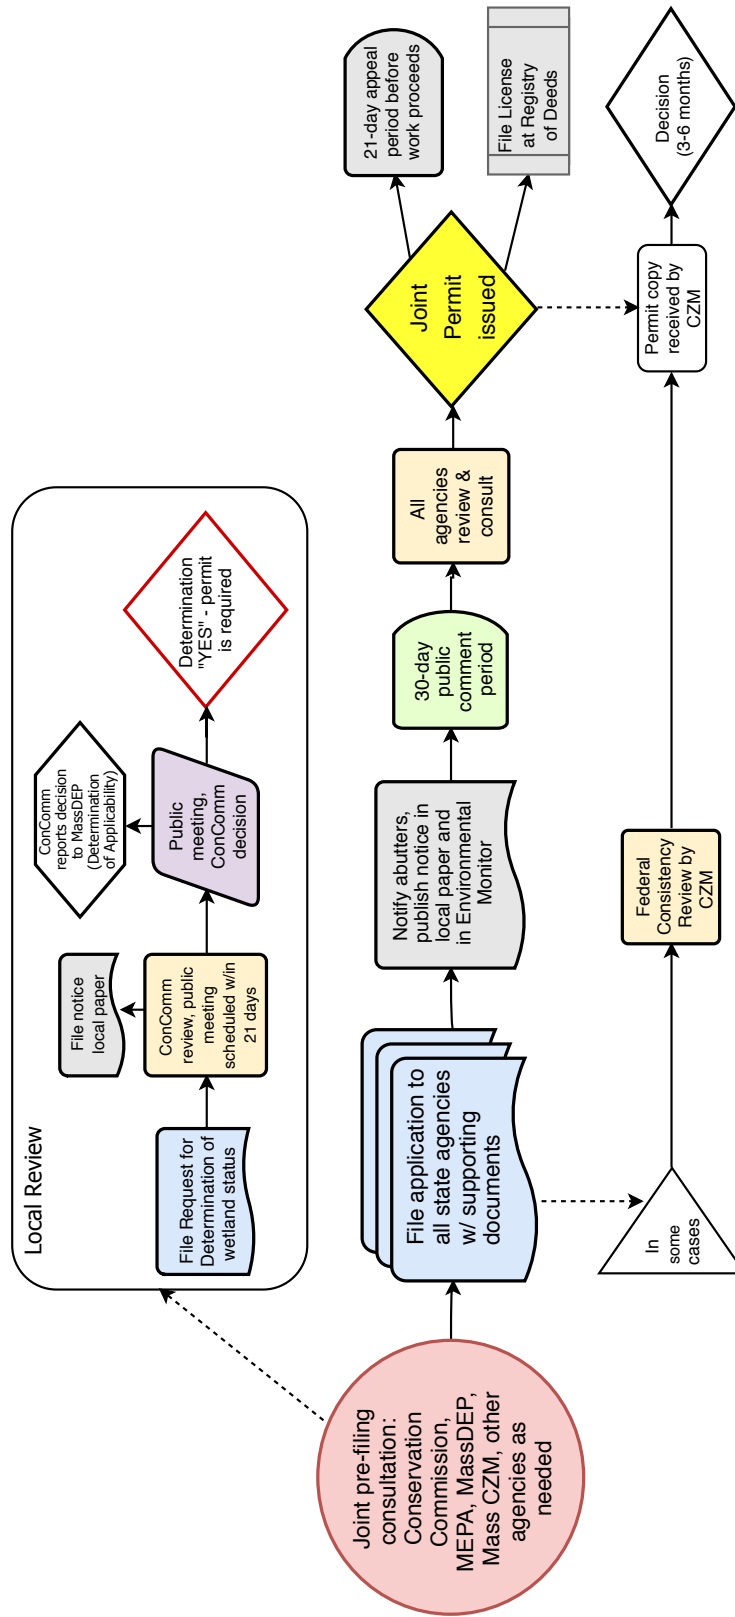 Local Review
File Request for
Determination of
wetland status
File notice
local paper
ConComm
review, public
meeting
scheduled w/in
21 days
ConComm
reports decision
to MassDEP
(Determination
of Applicability)
Public
meeting,
ConComm
decision
Determination
"YES" - permit
is required
Joint pre-filing
consultation:
Conservation
Commission,
MEPA, MassDEP,
Mass CZM, other
agencies as
needed
File application to
all state agencies
w/ supporting
documents
Notify abutters,
publish notice in
local paper and
in Environmental
Monitor
30-day
public
comment
period
All
agencies
review &
consult
Joint
Permit
issued
21-day appeal
period before
work proceeds
File License
at Registry
of Deeds
In
some
cases
Federal
Consistency
Review by
CZM
Permit copy
received by
CZM
Decision
(3-6 months)